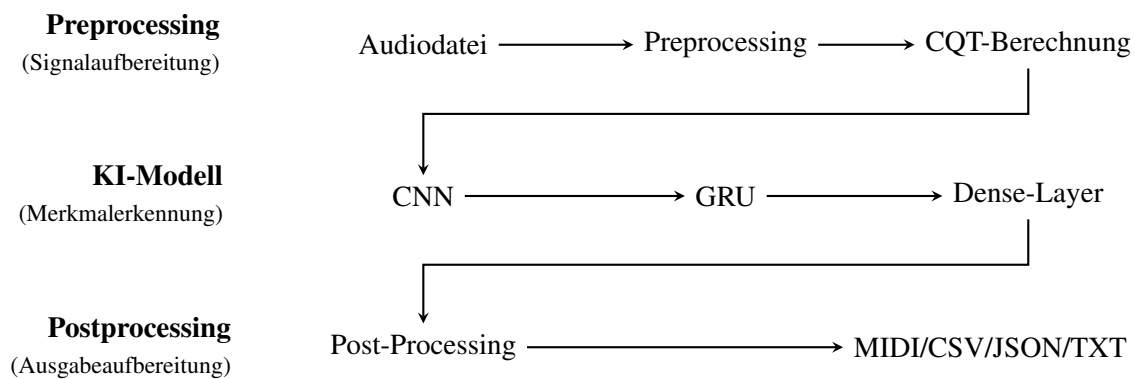 Preprocessing
(Signalaufbereitung)
Audiodatei Preprocessing CQT-Berechnung
KI-Modell
(Merkmalerkennung)
CNN GRU Dense-Layer
Postprocessing
(Ausgabeaufbereitung)
Post-Processing MIDI/CSV/JSON/TXT